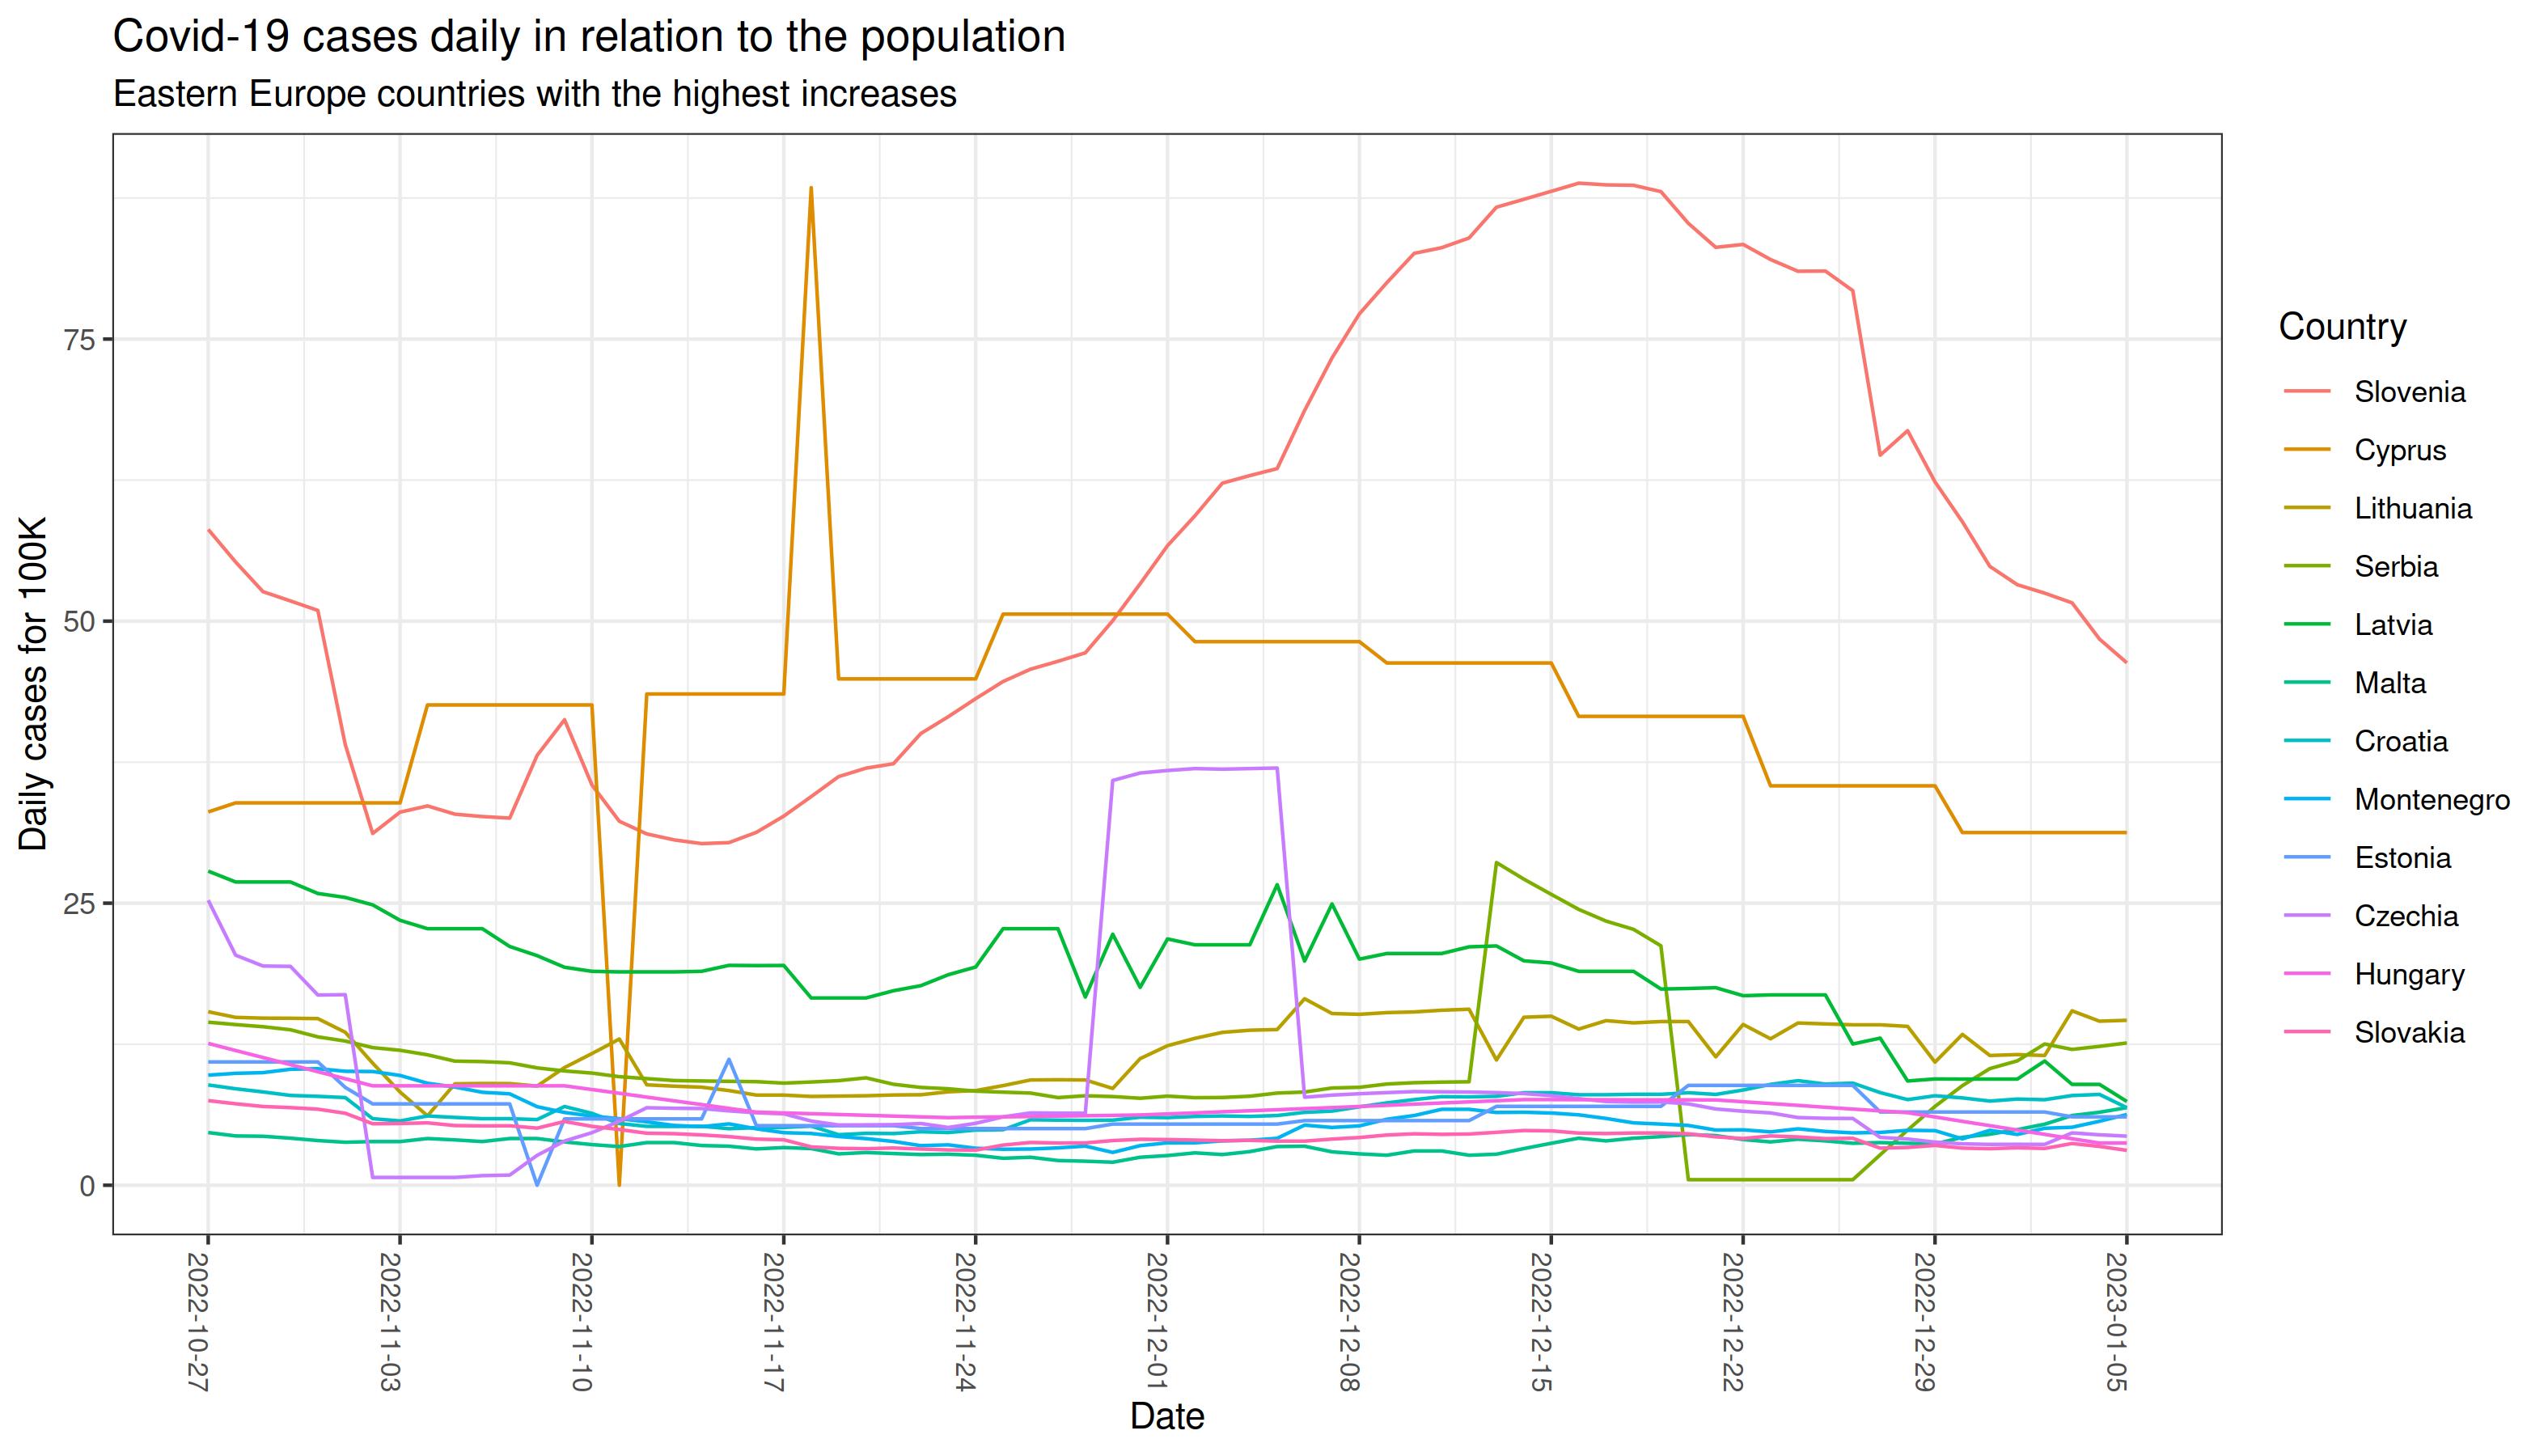 Covid-19 cases daily in relation to the population
Eastern Europe countries with the highest increases
Daily cases for 100K
75
50
25
0
2022-10-27
2022-11-03
2022-11-10
2022-11-17
2022-11-24
2022-12-01
2022-12-08
2022-12-15
2022-12-22
2022-12-29
2023-01-05
Date
Country
Slovenia
Cyprus
Lithuania
Serbia
Latvia
Malta
Croatia
Montenegro
Estonia
Czechia
Hungary
Slovakia